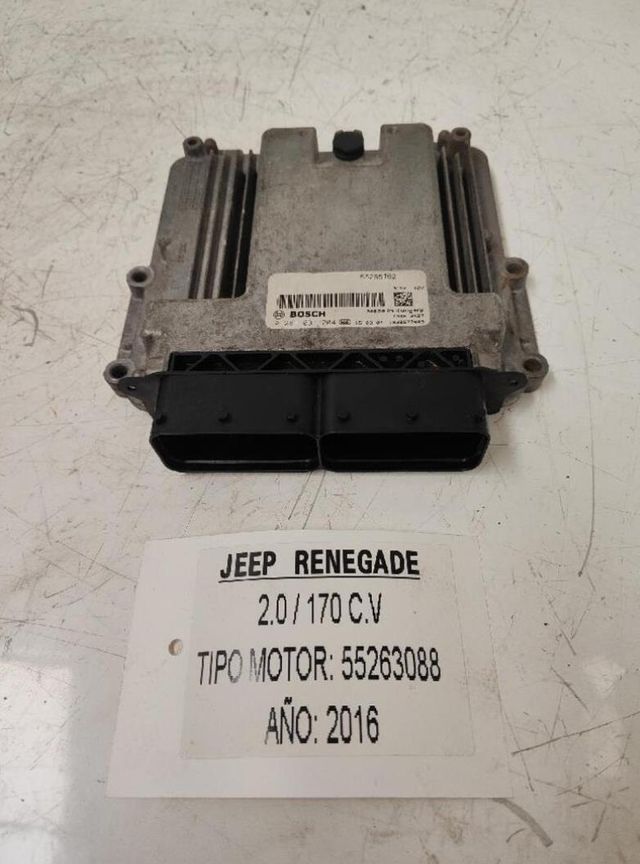 BOSCH
JEEP RENEGADE
2.0 / 170 C.V
TIPO MOTOR: 55263088
AÑO: 2016